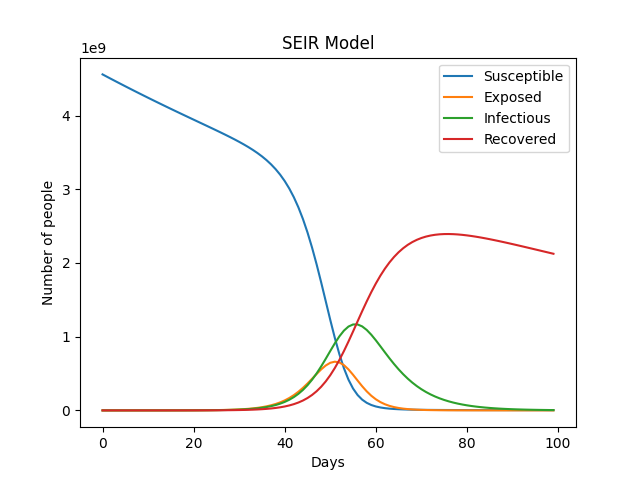 SEIR Model
1e9
Susceptible
Exposed
Infectious
Recovered
4
3
2
1
0
Number of people
0 20 40 60 80 100
Days